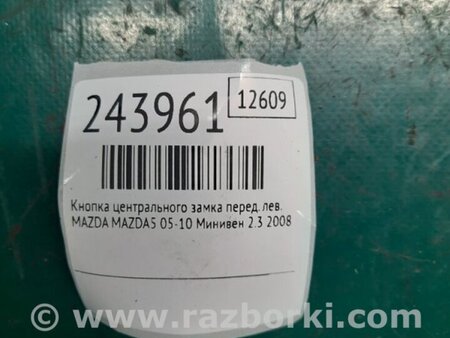 243961
12609
Кнопка центрального замка перед. лев.
MAZDA MAZDA5 05-10 Минивен 2.3 2008
© www.razborki.com